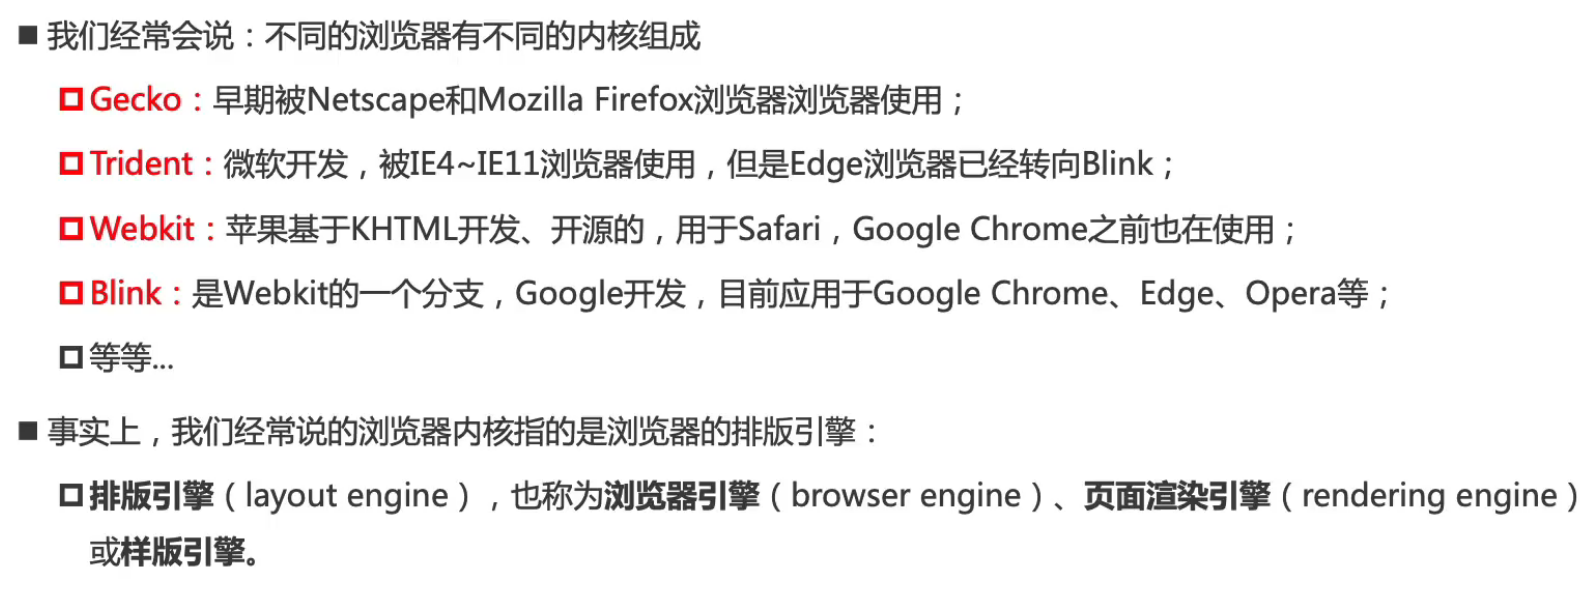 ■ 我们经常会说：不同的浏览器有不同的内核组成
Gecko：早期被Netscape和Mozilla Firefox浏览器浏览器使用；
Trident：微软开发，被IE4~IE11浏览器使用，但是Edge浏览器已经转向Blink；
Webkit：苹果基于KHTML开发、开源的，用于Safari，Google Chrome之前也在使用；
Blink：是Webkit的一个分支，Google开发，目前应用于Google Chrome、Edge、Opera等；
等等...
■ 事实上，我们经常说的浏览器内核指的是浏览器的排版引擎：
排版引擎（layout engine），也称为浏览器引擎（browser engine）、页面渲染引擎（rendering engine）
或样版引擎。